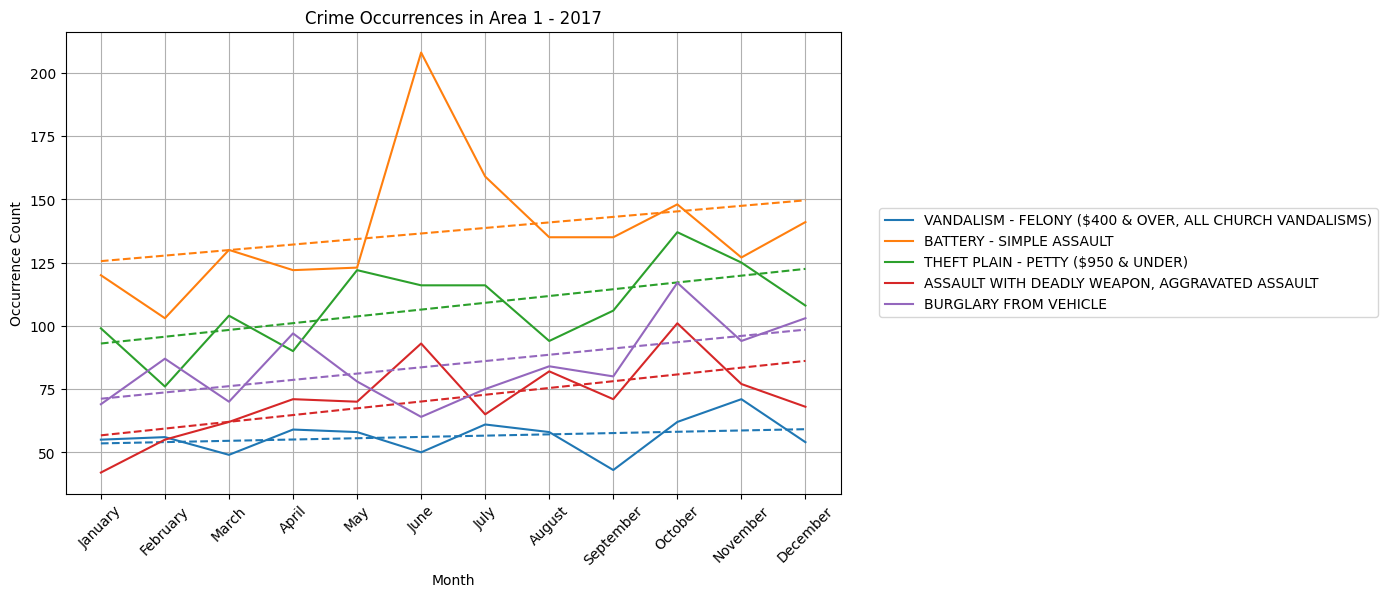 Crime Occurrences in Area 1 - 2017
Occurrence Count
200
175
150
125
100
75
50
January
February
March
April
May
June
July
August
September
October
November
December
Month
VANDALISM - FELONY ($400 & OVER, ALL CHURCH VANDALISMS)
BATTERY - SIMPLE ASSAULT
THEFT PLAIN - PETTY ($950 & UNDER)
ASSAULT WITH DEADLY WEAPON, AGGRAVATED ASSAULT
BURGLARY FROM VEHICLE